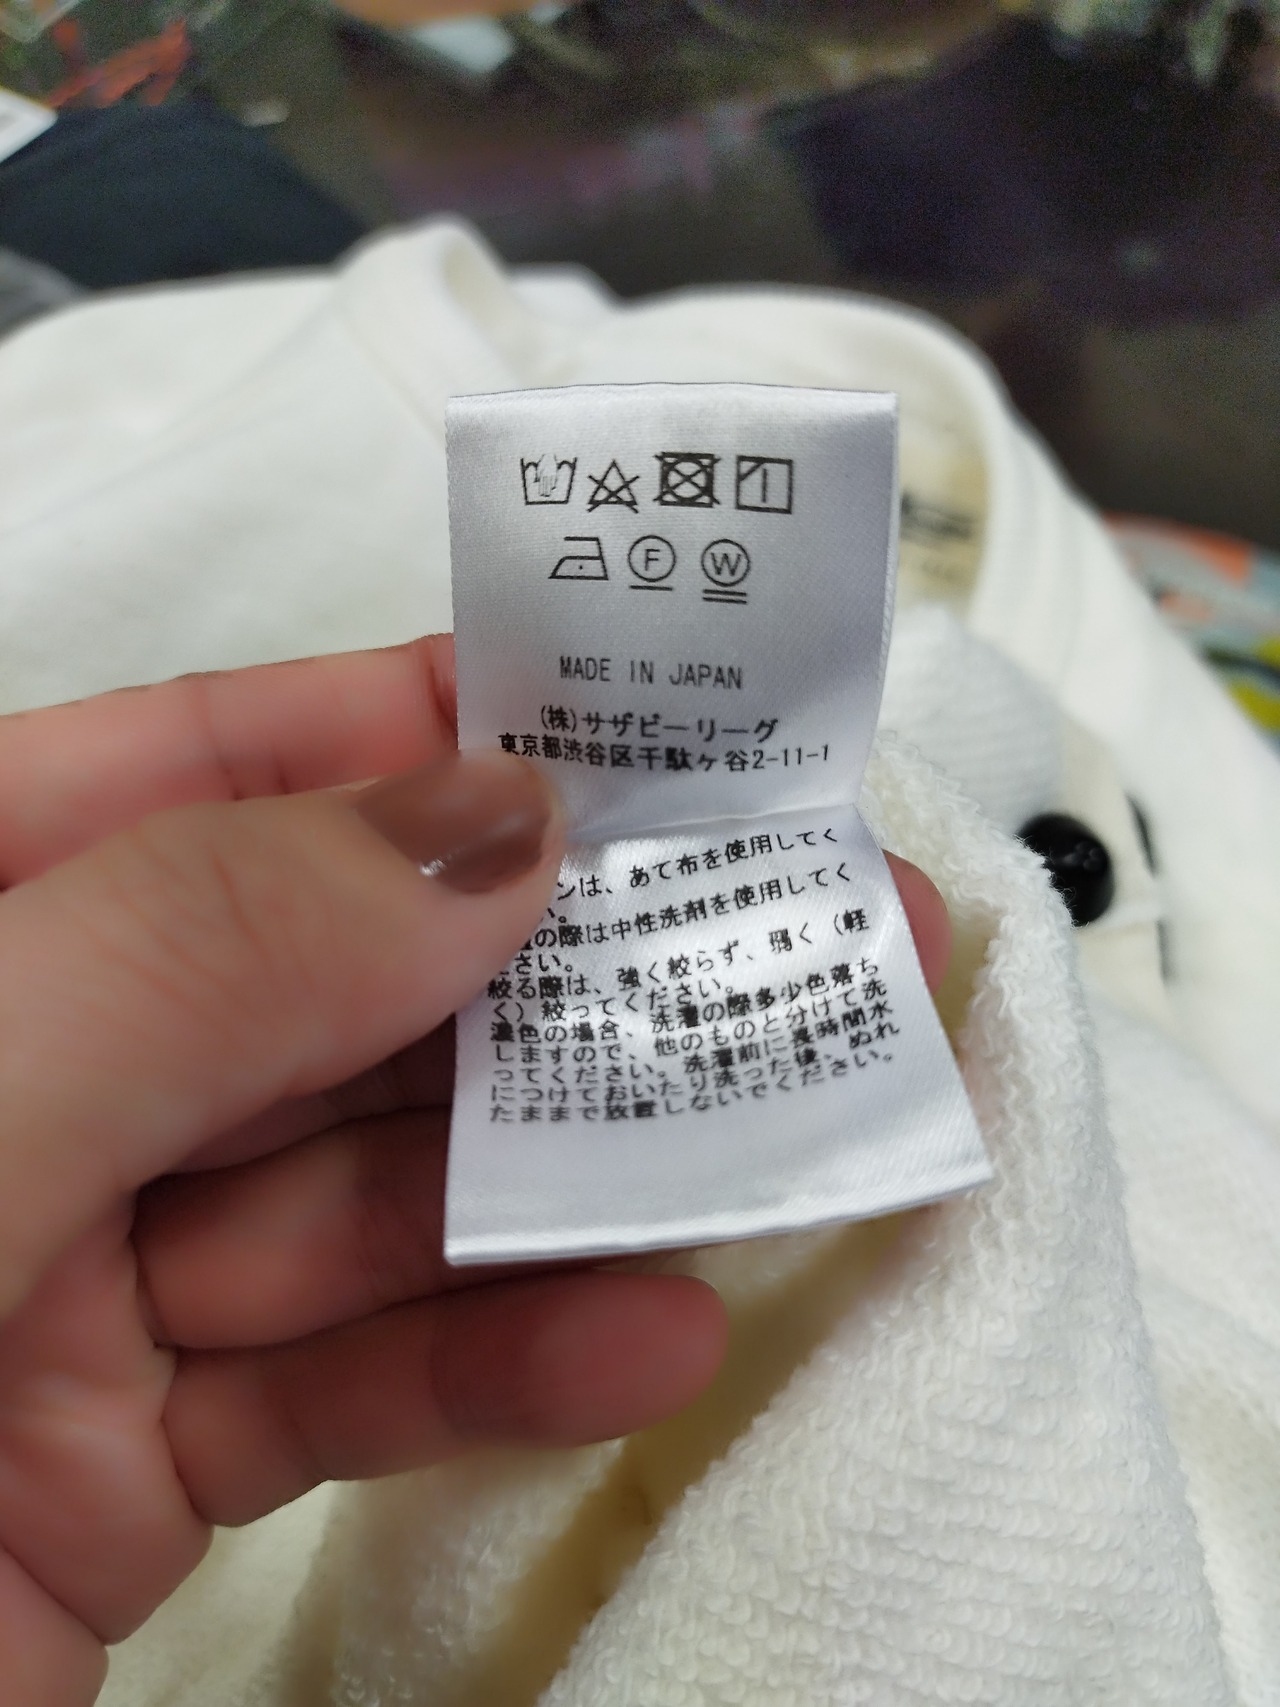 F W
MADE IN JAPAN
(株)サザビーリーグ
東京都渋谷区千駄ヶ谷2-11-1
ンは、あて布を使用してく
い。
の際は中性洗剤を使用してく
さい。
絞る際は、強く絞らず、弱く(軽
く)絞ってください。
濃色の場合、洗濯の際多少色落ち
しますので、他のものと分けて洗
ってください。洗濯前に長時間水
につけておいたり洗った後、ぬれ
たままで放置しないでください。